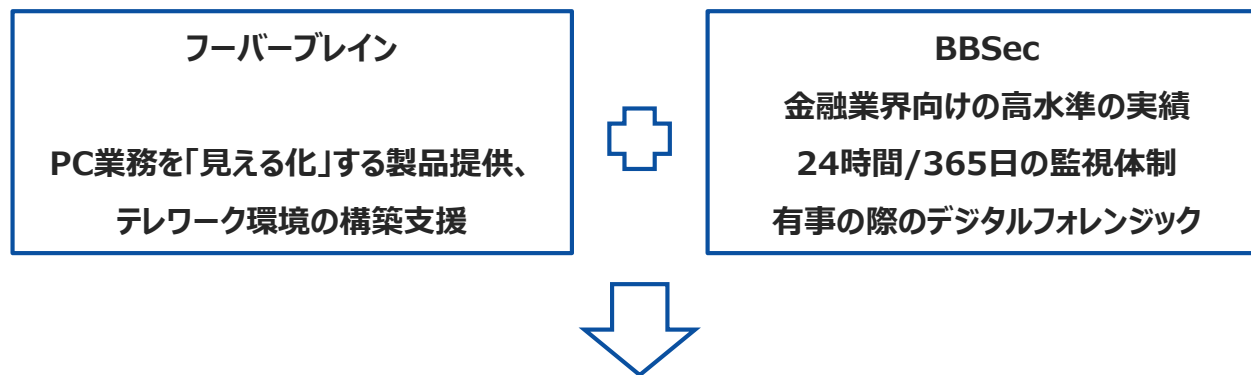 フーバーブレイン
PC業務を「見える化」する製品提供、
テレワーク環境の構築支援
BBSec
金融業界向けの高水準の実績
24時間/365日の監視体制
有事の際のデジタルフォレンジック